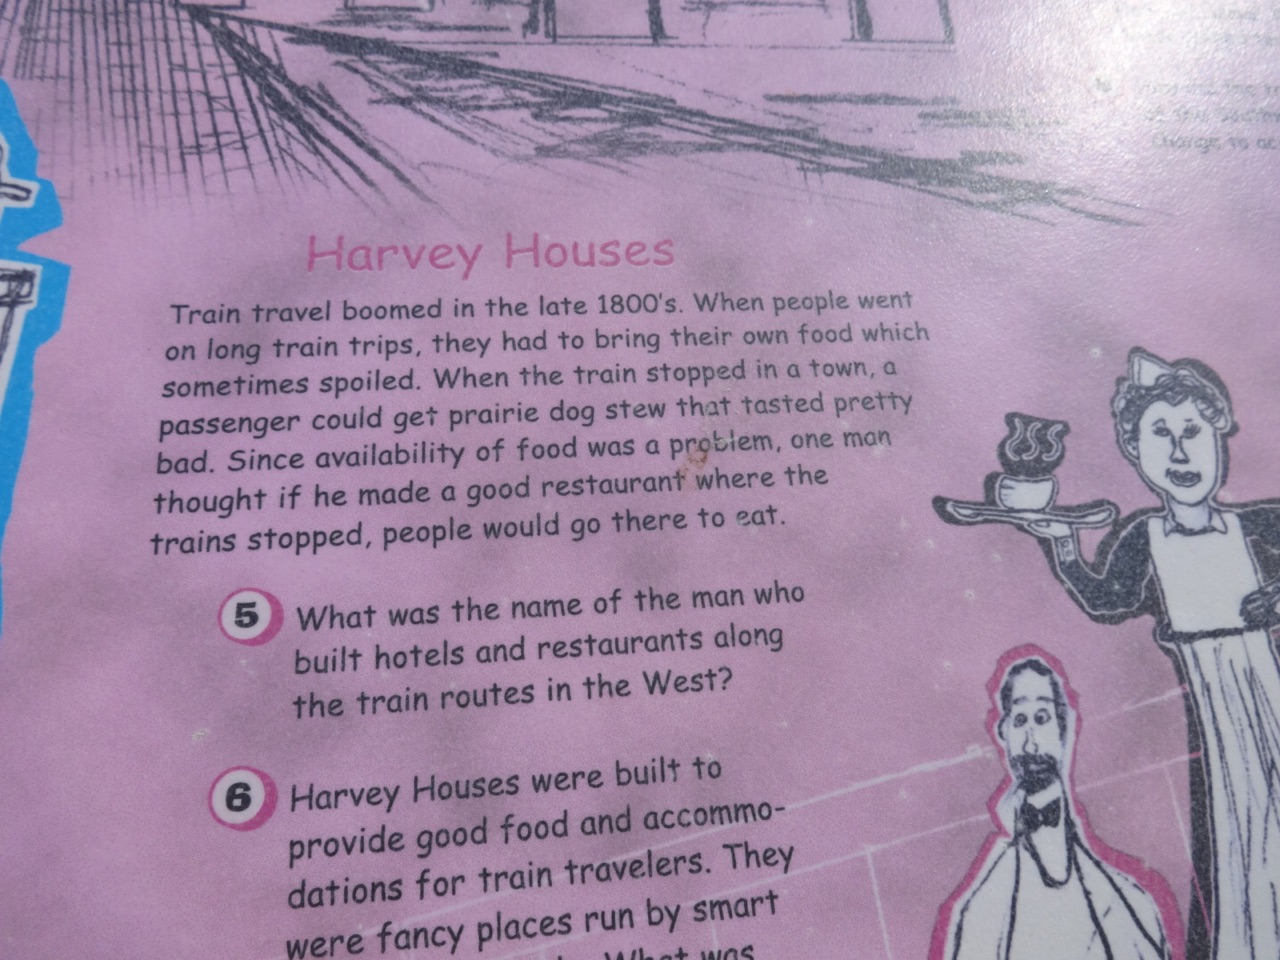 Harvey Houses
Train travel boomed in the late 1800's. When people went
on long train trips, they had to bring their own food which
sometimes spoiled. When the train stopped in a town, a
passenger could get prairie dog stew that tasted pretty
bad. Since availability of food was a problem, one man
thought if he made a good restaurant where the
trains stopped, people would go there to eat.
5 What was the name of the man who
built hotels and restaurants along
the train routes in the West?
6 Harvey Houses were built to
provide good food and accommo-
dations for train travelers. They
were fancy places run by smart
What was